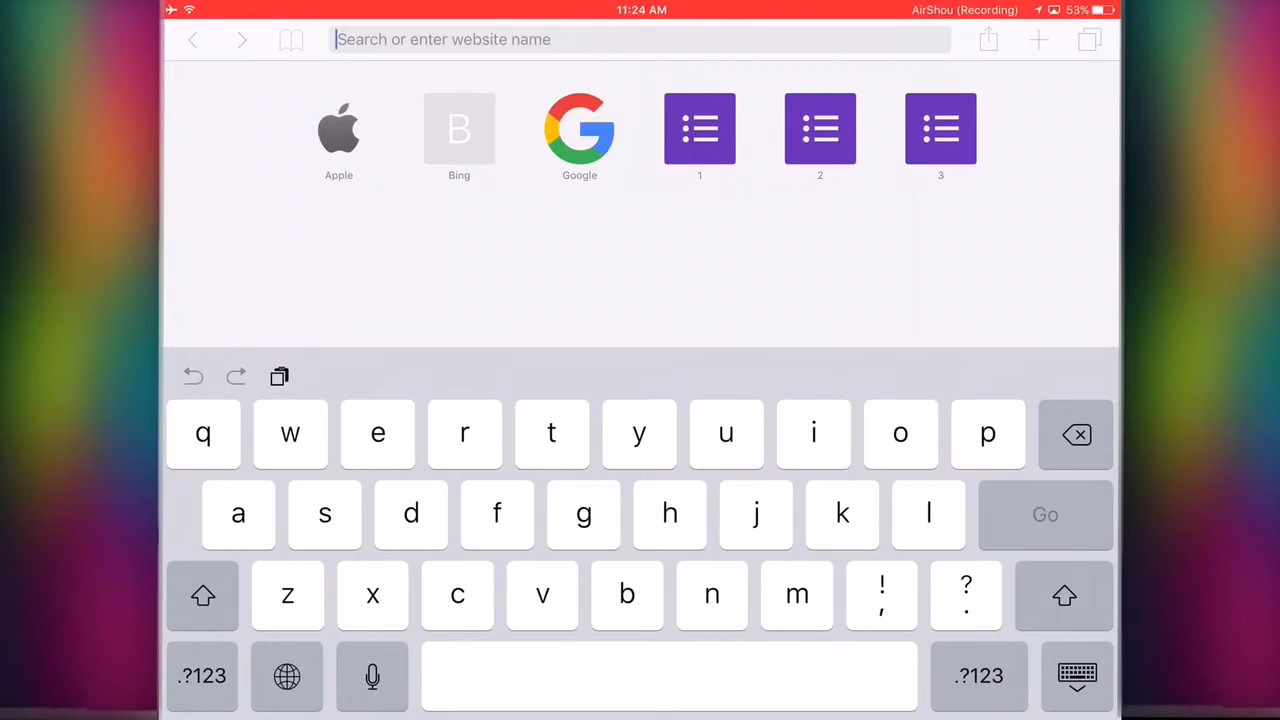 11:24 AM
AirShou (Recording)
53%
Search or enter website name
B
Apple
Bing
Google
1
2
3
q w e r t y u i o p
a s d f g h j k l Go
z x c v b n m ! , ? .
.?123 .?123